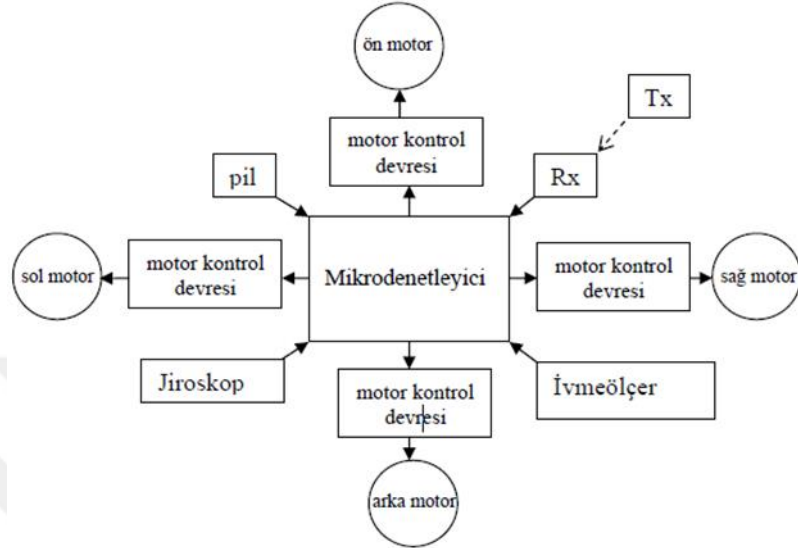 ön motor
Tx
motor kontrol
devresi
pil
Rx
sol motor
motor kontrol
devresi
Mikrodenetleyici
motor kontrol
devresi
sağ motor
Jiroskop
motor kontrol
devresi
İvmeölçer
arka motor